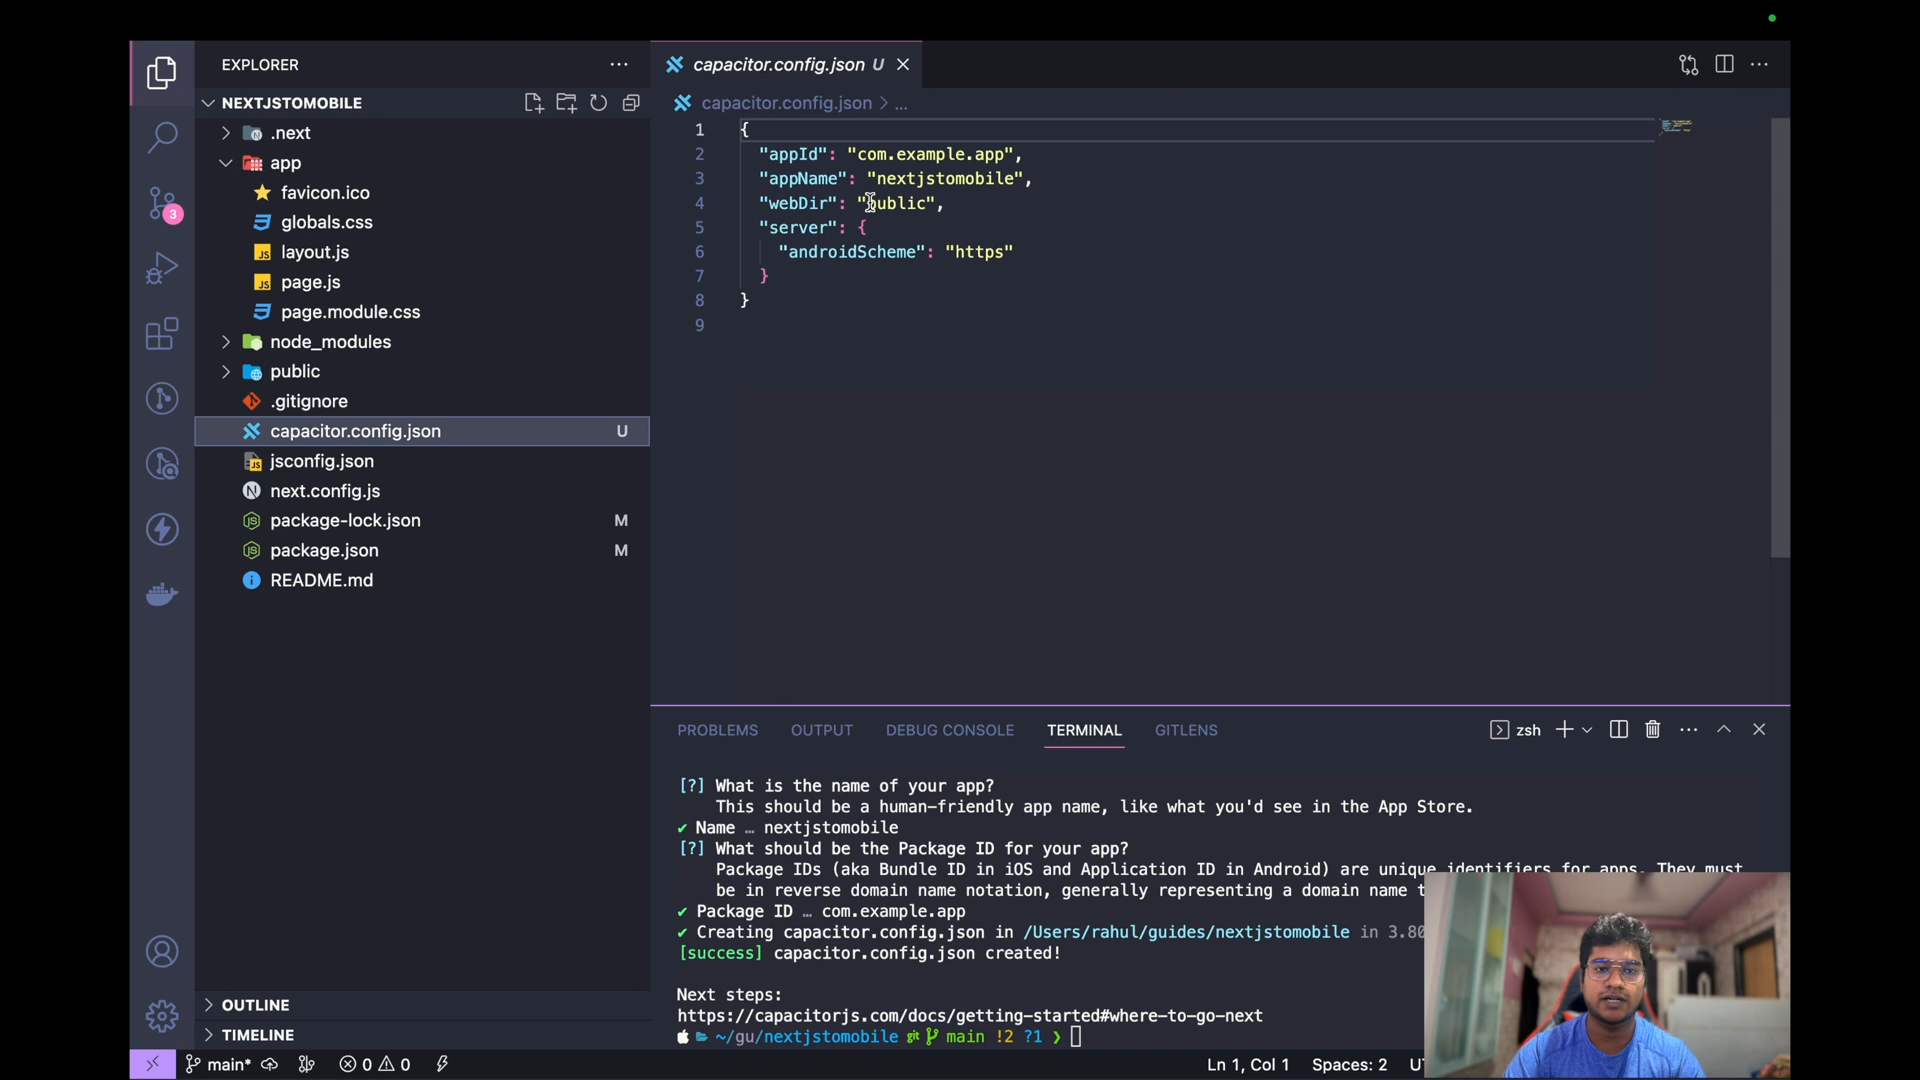 EXPLORER
NEXTJSTOMOBILE
.next
app
favicon.ico
globals.css
layout.js
page.js
page.module.css
node_modules
public
.gitignore
capacitor.config.json U
jsconfig.json
next.config.js
package-lock.json M
package.json M
README.md
OUTLINE
TIMELINE
3
capacitor.config.json U
capacitor.config.json > ...
1 {
2 "appId": "com.example.app",
3 "appName": "nextjstomobile",
4 "webDir": "public",
5 "server": {
6 "androidScheme": "https"
7 }
8 }
9
PROBLEMS OUTPUT DEBUG CONSOLE TERMINAL GITLENS
zsh
[?] What is the name of your app?
This should be a human-friendly app name, like what you'd see in the App Store.
✔ Name … nextjstomobile
[?] What should be the Package ID for your app?
Package IDs (aka Bundle ID in iOS and Application ID in Android) are unique identifiers for apps. They must
be in reverse domain name notation, generally representing a domain name
✔ Package ID … com.example.app
✔ Creating capacitor.config.json in /Users/rahul/guides/nextjstomobile in 3.80
[success] capacitor.config.json created!
Next steps:
https://capacitorjs.com/docs/getting-started#where-to-go-next
~/gu/nextjstomobile git main !2 ?1 ❯
main* 0 0 Ln 1, Col 1 Spaces: 2